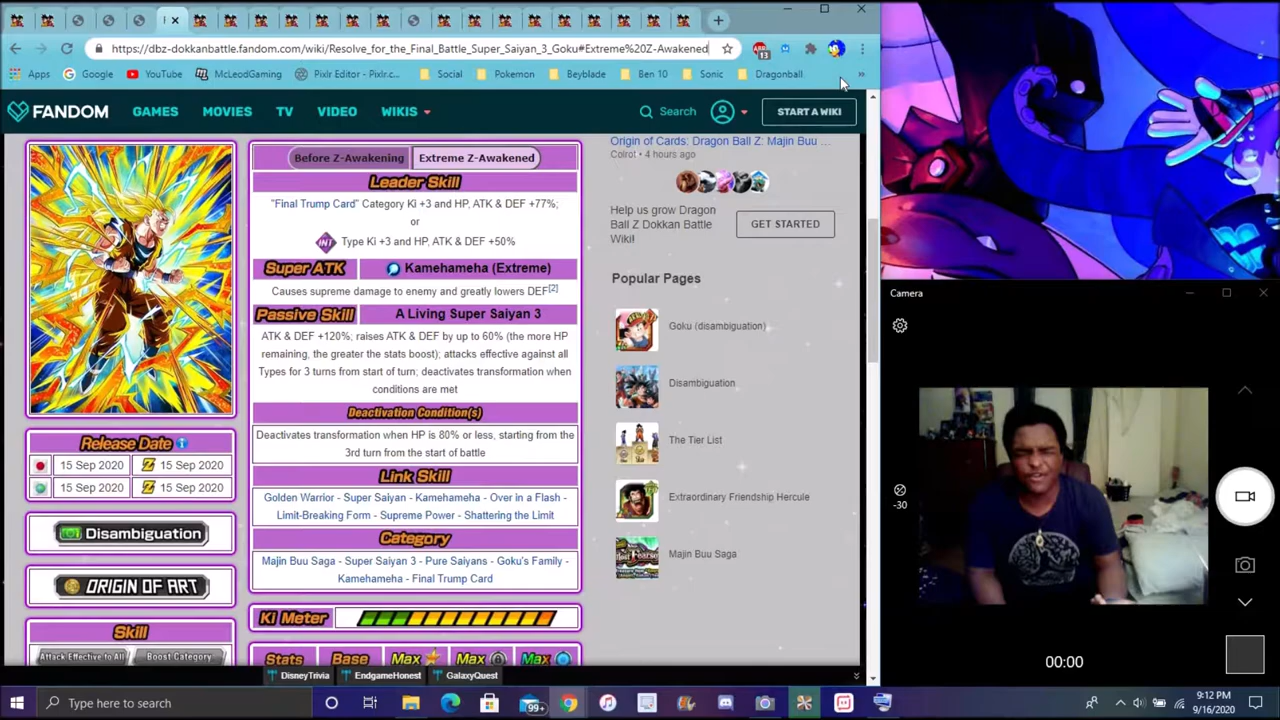 https://dbz-dokkanbattle.fandom.com/wiki/Resolve_for_the_Final_Battle_Super_Saiyan_3_Goku#Extreme%20Z-Awakened
13
Apps Google YouTube McLeodGaming Pixlr Editor - Pixlr.c... Social Pokemon Beyblade Ben 10 Sonic Dragonball »
FANDOM GAMES MOVIES TV VIDEO WIKIS Search START A WIKI
Before Z-Awakening Extreme Z-Awakened
Leader Skill
"Final Trump Card" Category Ki +3 and HP, ATK & DEF +77%;
or
INT Type Ki +3 and HP, ATK & DEF +50%
Super ATK Kamehameha (Extreme)
Causes supreme damage to enemy and greatly lowers DEF[2]
Passive Skill A Living Super Saiyan 3
ATK & DEF +120%; raises ATK & DEF by up to 60% (the more HP
remaining, the greater the stats boost); attacks effective against all
Types for 3 turns from start of turn; deactivates transformation when
conditions are met
Deactivation Condition(s)
Deactivates transformation when HP is 80% or less, starting from the
3rd turn from the start of battle
Link Skill
Golden Warrior - Super Saiyan - Kamehameha - Over in a Flash -
Limit-Breaking Form - Supreme Power - Shattering the Limit
Category
Majin Buu Saga - Super Saiyan 3 - Pure Saiyans - Goku's Family -
Kamehameha - Final Trump Card
Ki Meter
Stats Base Max Max Max
Release Date
15 Sep 2020 Z 15 Sep 2020
15 Sep 2020 Z 15 Sep 2020
Disambiguation
ORIGIN OF ART
Skill
Attack Effective to All Boost Category
Origin of Cards: Dragon Ball Z: Majin Buu ...
Colrot • 4 hours ago
Help us grow Dragon
Ball Z Dokkan Battle
Wiki!
GET STARTED
Popular Pages
Goku (disambiguation)
Disambiguation
The Tier List
Extraordinary Friendship Hercule
Majin Buu Saga
DisneyTrivia EndgameHonest GalaxyQuest
Camera
-30
00:00
Type here to search
99+
9:12 PM
9/16/2020